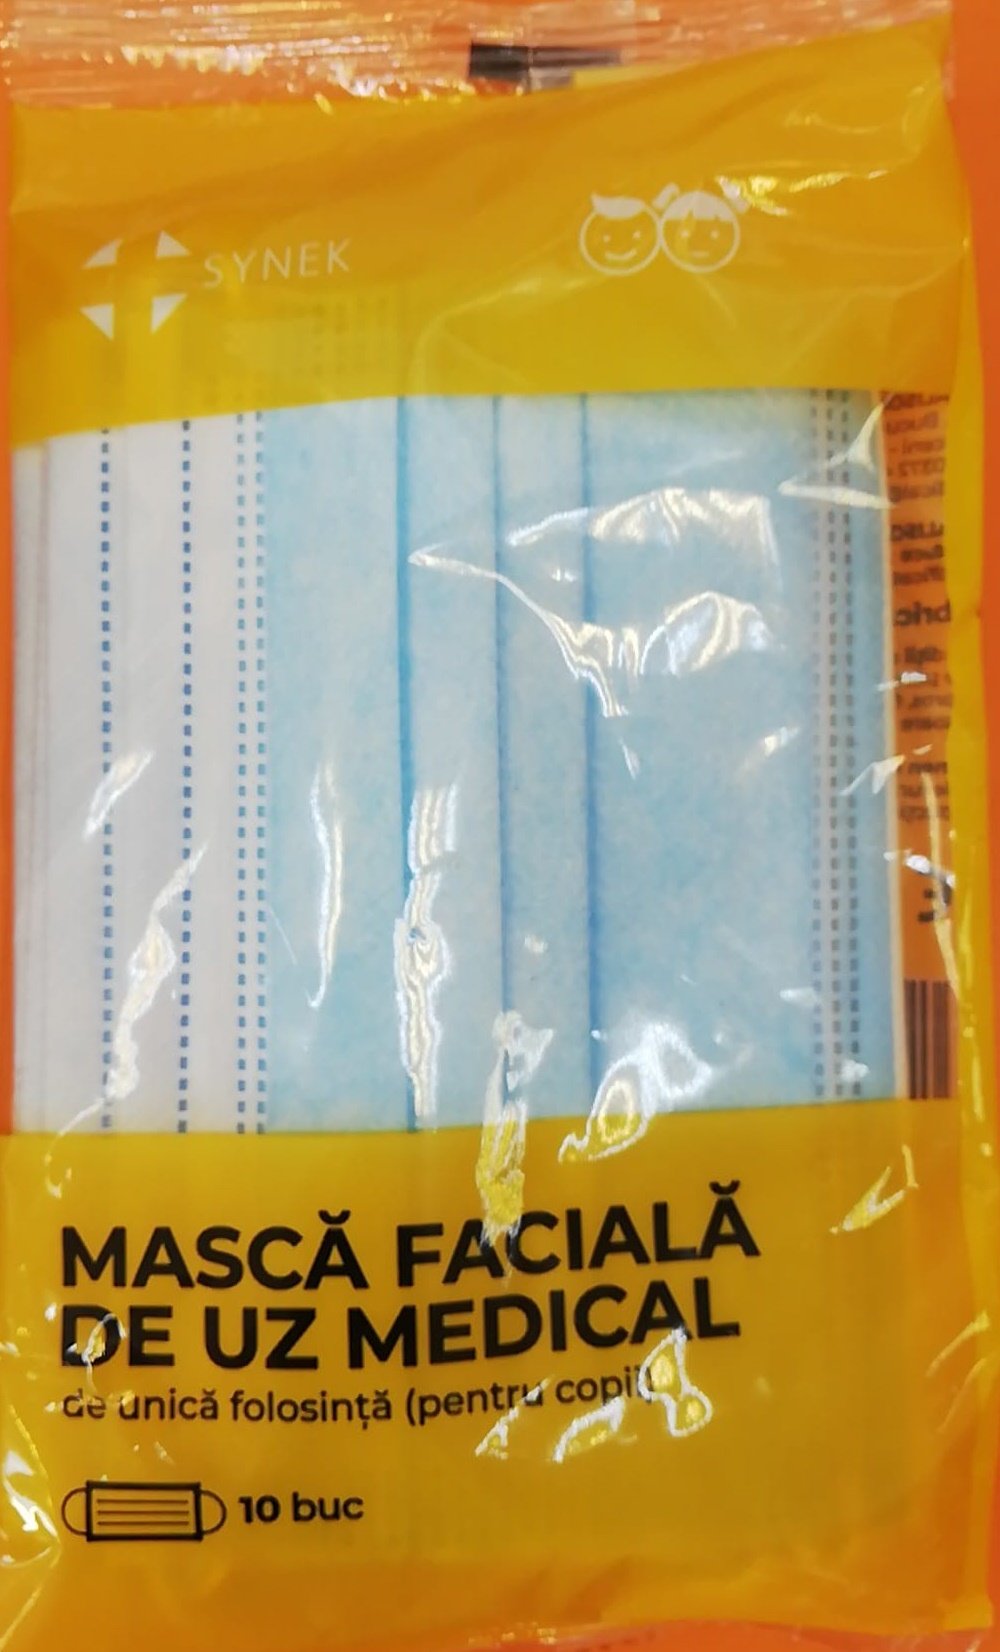 SYNEK
MASCĂ FACIALĂ
DE UZ MEDICAL
de unică folosință (pentru copii)
10 buc